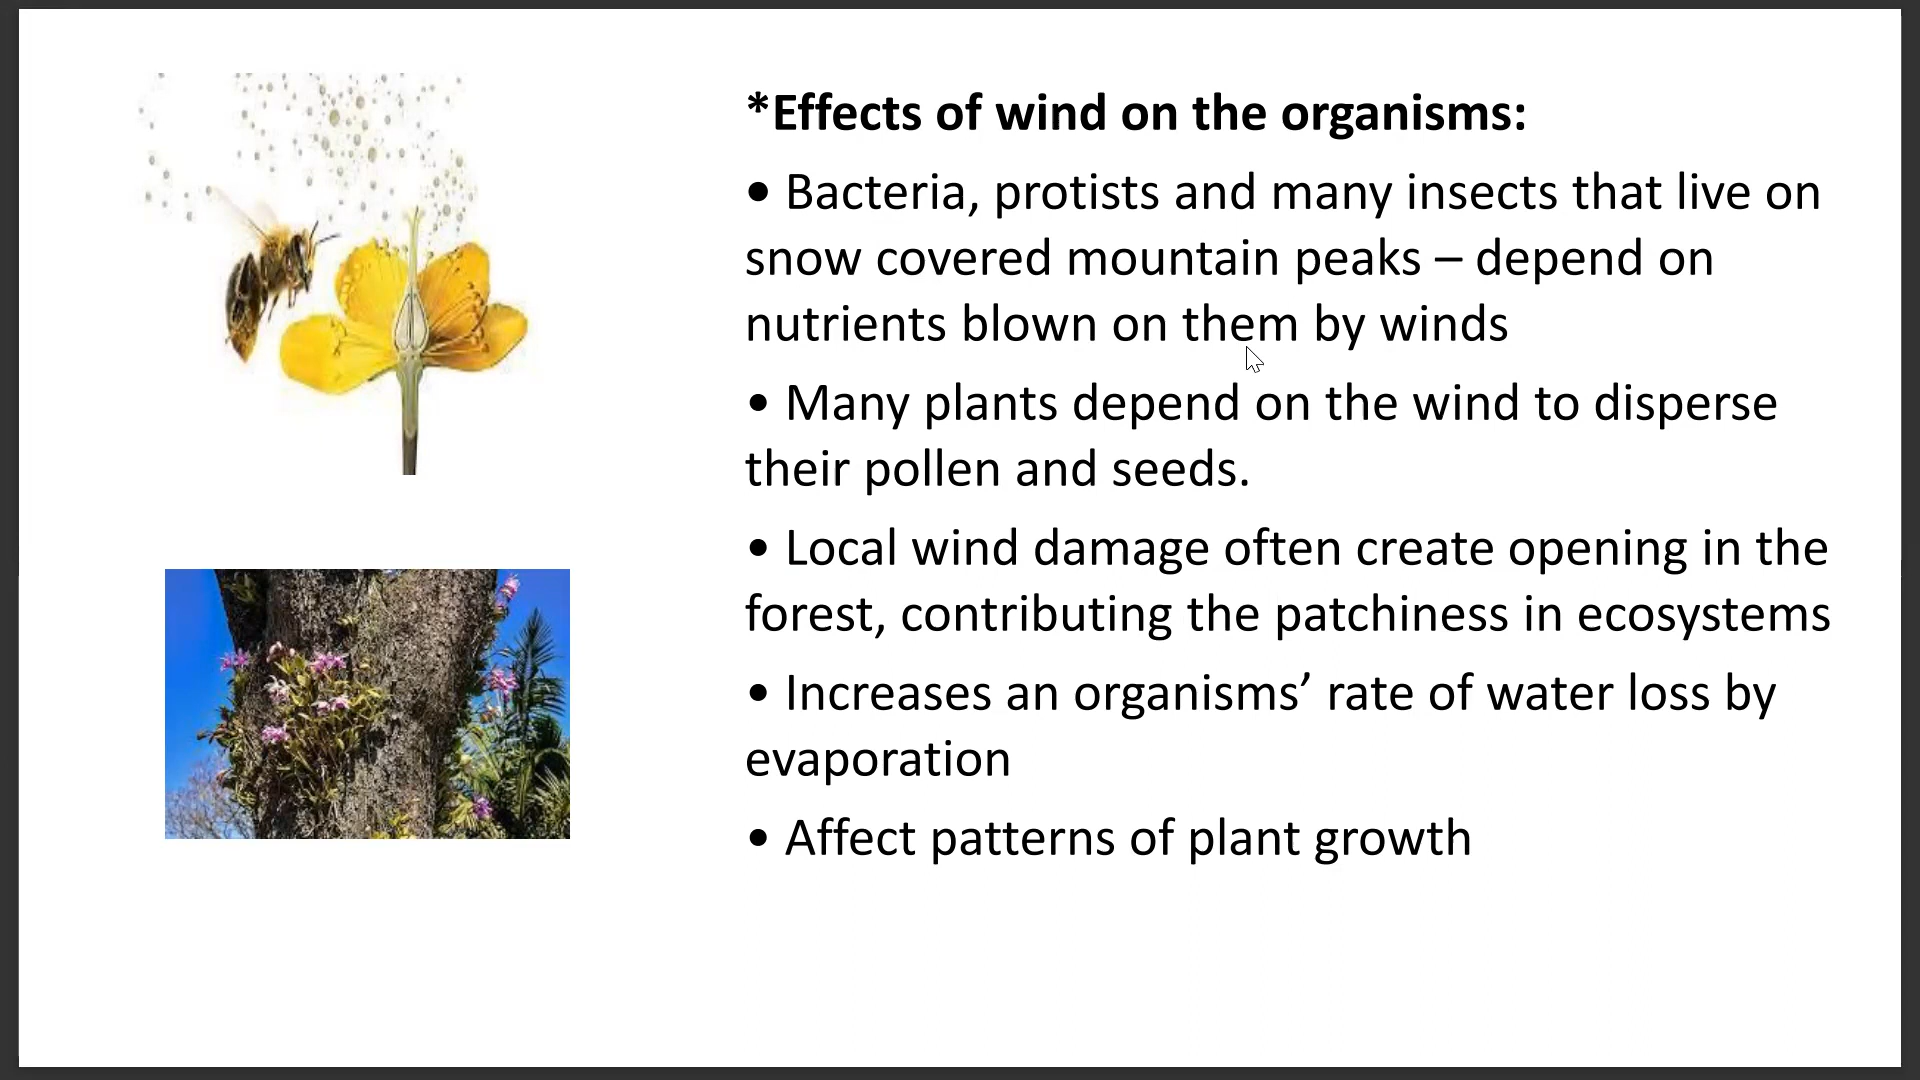 *Effects of wind on the organisms:
• Bacteria, protists and many insects that live on
snow covered mountain peaks – depend on
nutrients blown on them by winds
• Many plants depend on the wind to disperse
their pollen and seeds.
• Local wind damage often create opening in the
forest, contributing the patchiness in ecosystems
• Increases an organisms’ rate of water loss by
evaporation
• Affect patterns of plant growth